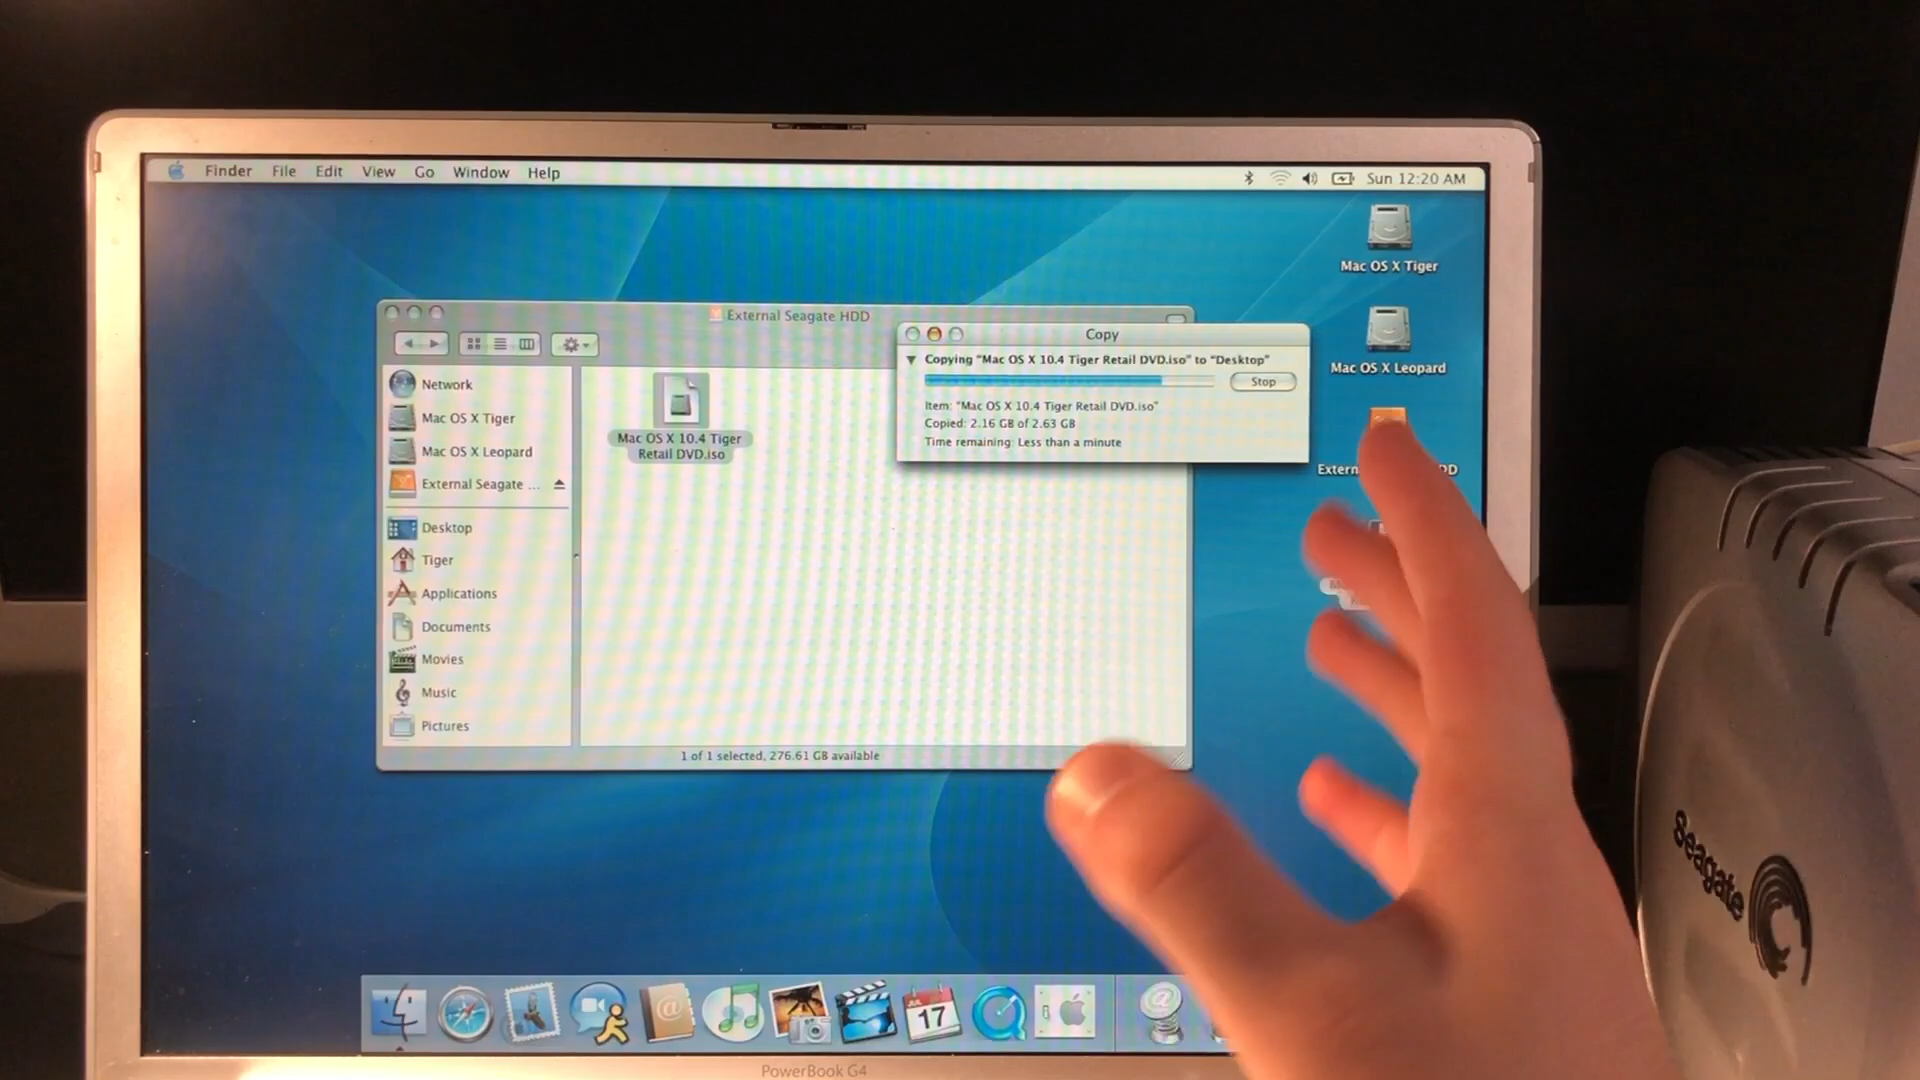 Finder File Edit View Go Window Help
Sun 12:20 AM
Mac OS X Tiger
Mac OS X Leopard
External Seagate HDD
Network
Mac OS X Tiger
Mac OS X Leopard
External Seagate ...
Desktop
Tiger
Applications
Documents
Movies
Music
Pictures
Mac OS X 10.4 Tiger
Retail DVD.iso
1 of 1 selected, 276.61 GB available
Copy
Copying "Mac OS X 10.4 Tiger Retail DVD.iso" to "Desktop"
Stop
Item: "Mac OS X 10.4 Tiger Retail DVD.iso"
Copied: 2.16 GB of 2.63 GB
Time remaining: Less than a minute
JUL
17
PowerBook G4
Seagate